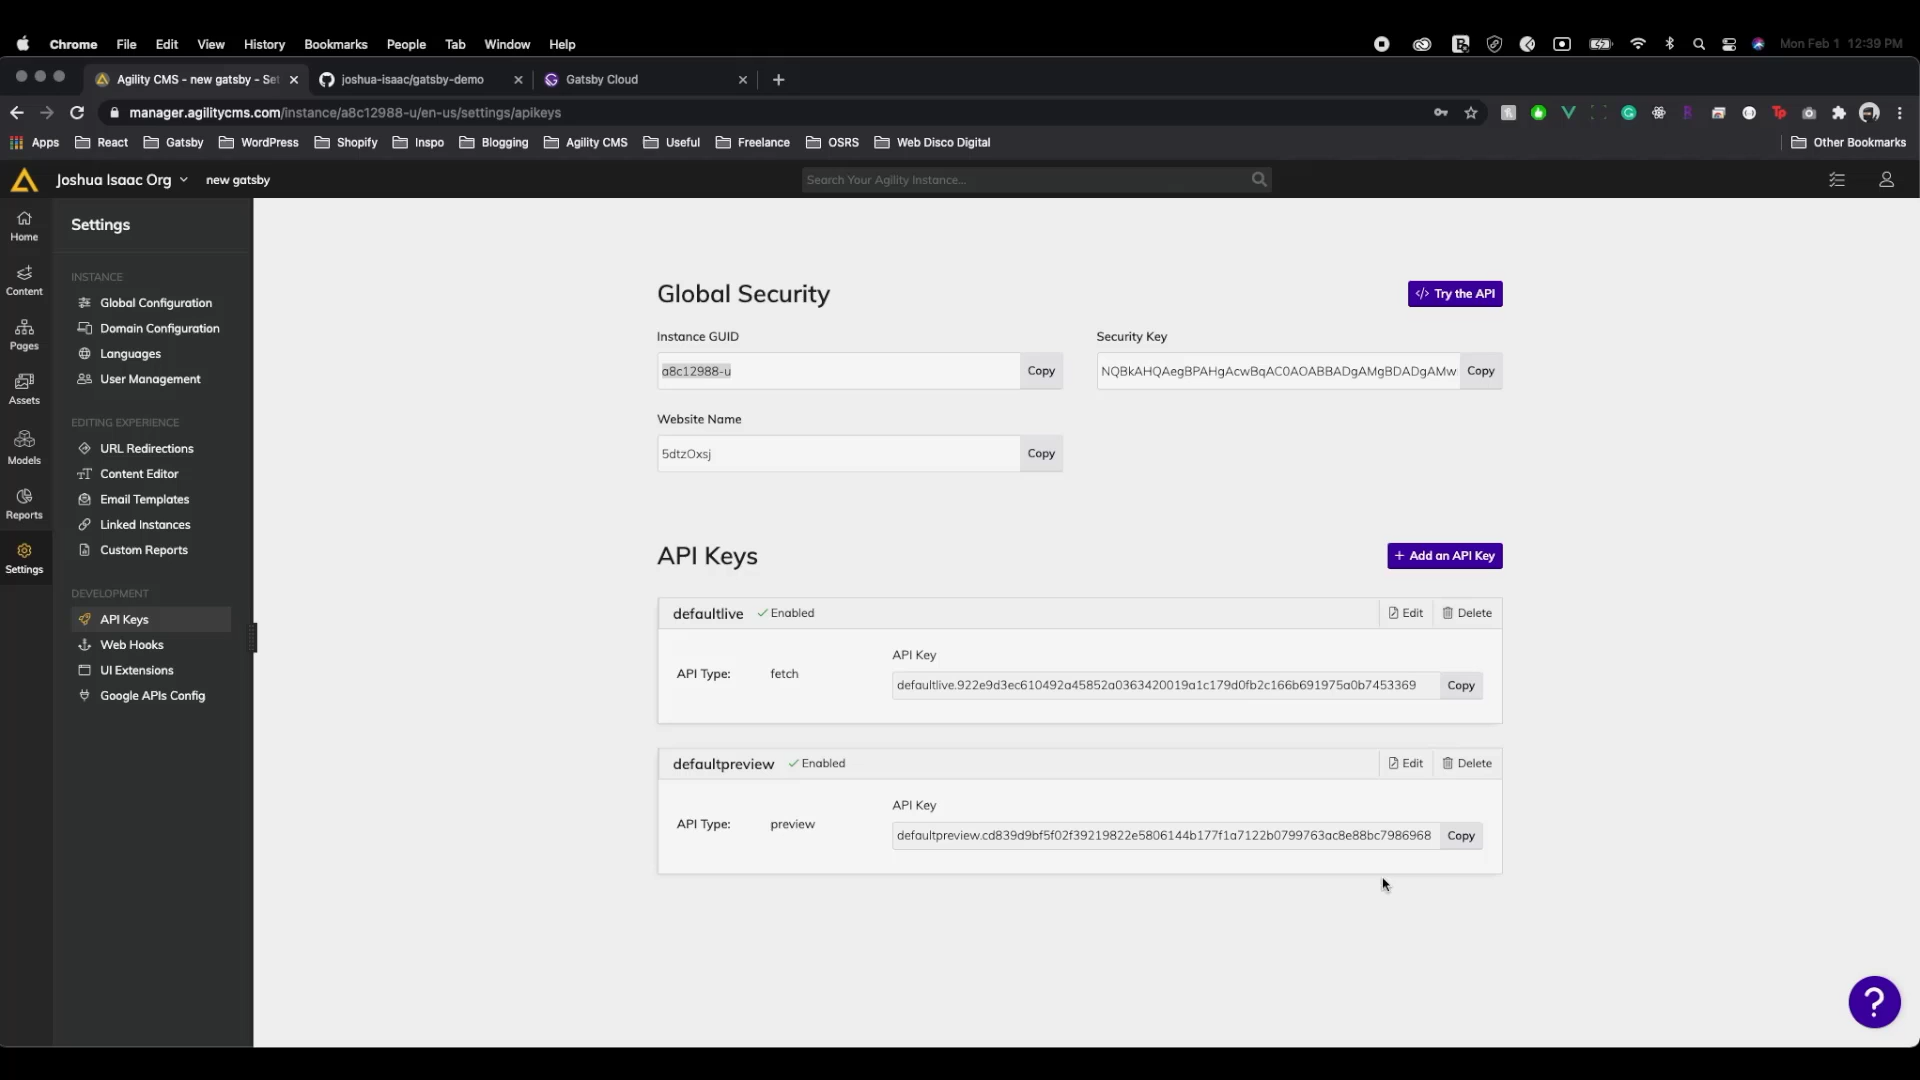 Chrome File Edit View History Bookmarks People Tab Window Help Mon Feb 1 12:39 PM
Agility CMS - new gatsby - Set joshua-isaac/gatsby-demo Gatsby Cloud
manager.agilitycms.com/instance/a8c12988-u/en-us/settings/apikeys
Apps React Gatsby WordPress Shopify Inspo Blogging Agility CMS Useful Freelance OSRS Web Disco Digital Other Bookmarks
Joshua Isaac Org new gatsby Search Your Agility Instance...
Home
Content
Pages
Assets
Models
Reports
Settings
Settings
INSTANCE
Global Configuration
Domain Configuration
Languages
User Management
EDITING EXPERIENCE
URL Redirections
Content Editor
Email Templates
Linked Instances
Custom Reports
DEVELOPMENT
API Keys
Web Hooks
UI Extensions
Google APIs Config
Global Security </> Try the API
Instance GUID Security Key
a8c12988-u Copy NQBkAHQAegBPAHgAcwBqAC0AOABBADgAMgBDADgAMw Copy
Website Name
5dtzOxsj Copy
API Keys + Add an API Key
defaultlive Enabled Edit Delete
API Key
API Type: fetch
defaultlive.922e9d3ec610492a45852a0363420019a1c179d0fb2c166b691975a0b7453369 Copy
defaultpreview Enabled Edit Delete
API Key
API Type: preview
defaultpreview.cd839d9bf5f02f39219822e5806144b177f1a7122b0799763ac8e88bc7986968 Copy
?